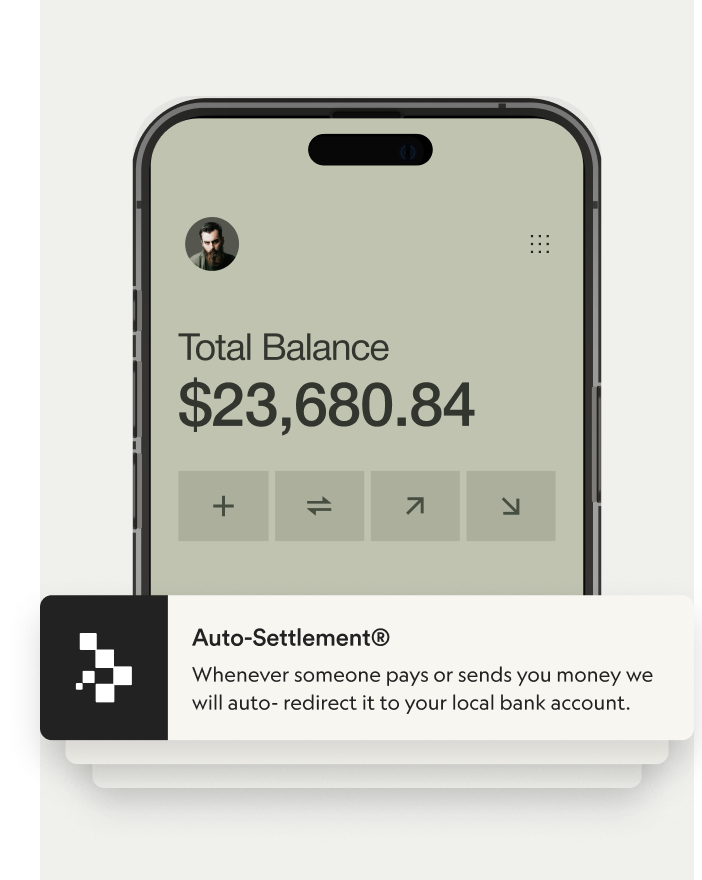 Total Balance
$23,680.84
Auto-Settlement®
Whenever someone pays or sends you money we
will auto- redirect it to your local bank account.